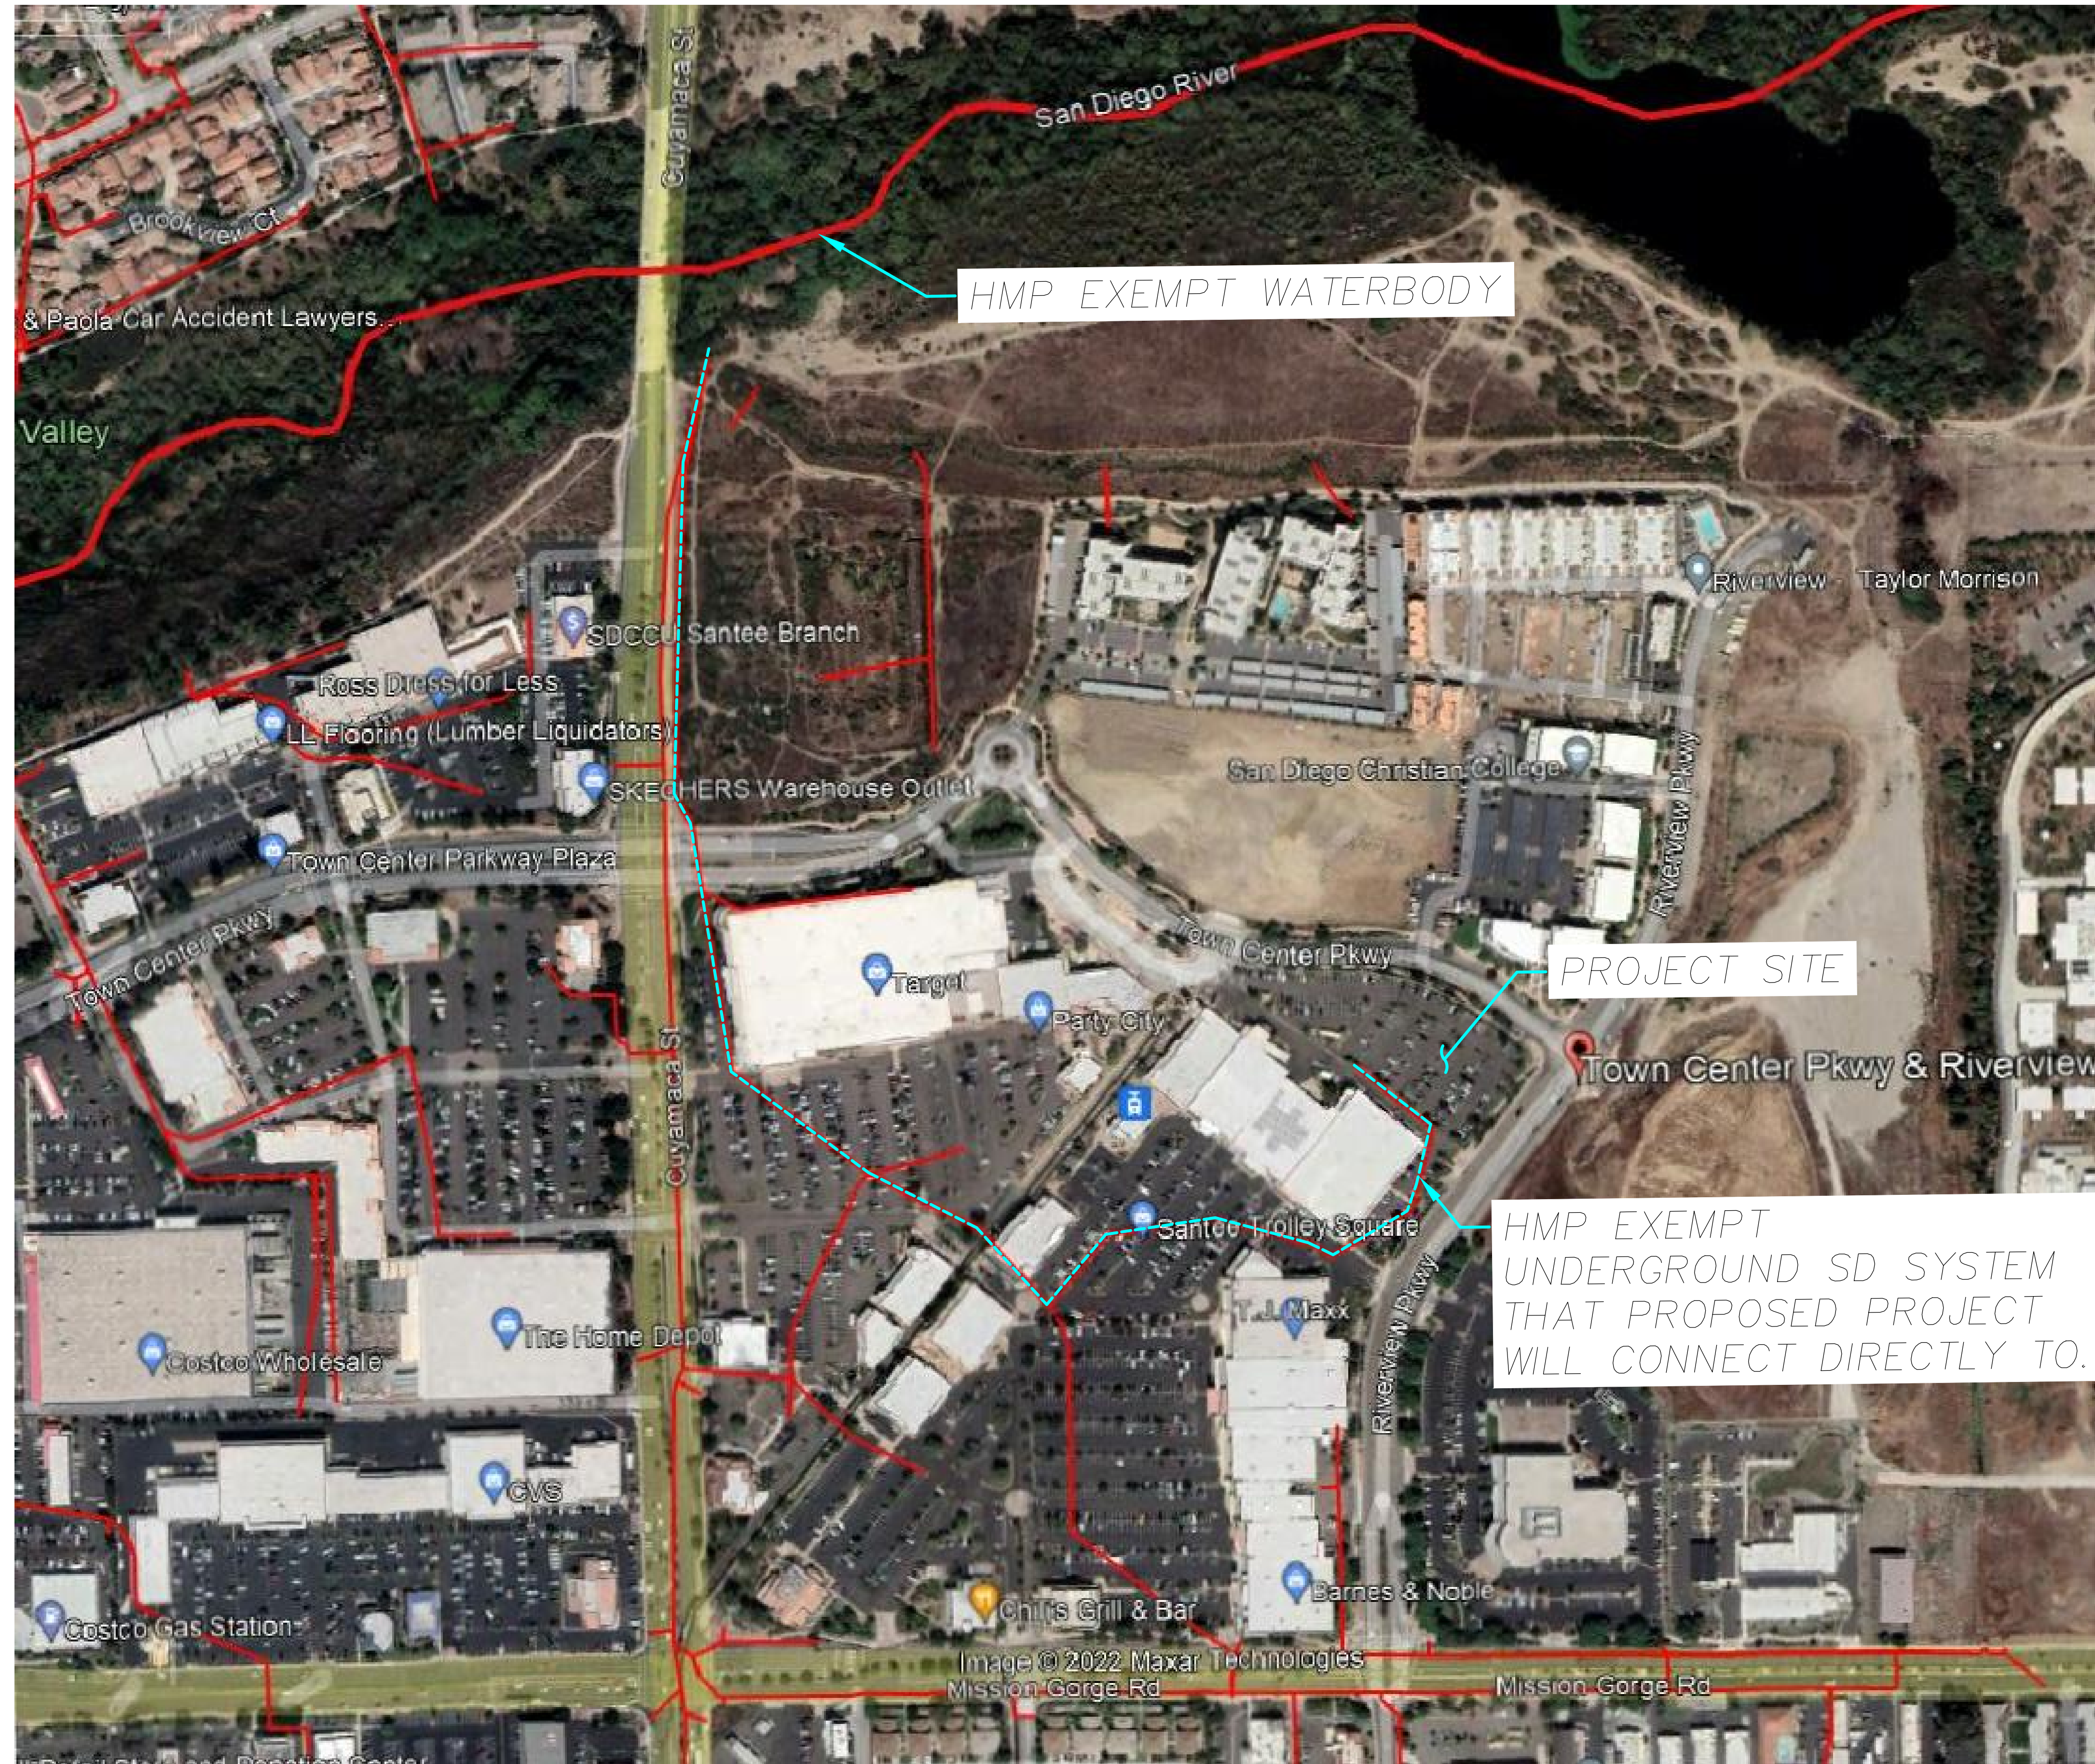 Cuyamaca St
San Diego River
Brookview Ct
HMP EXEMPT WATERBODY
& Paola Car Accident Lawyers...
Valley
Riverview - Taylor Morrison
SDCCU Santee Branch
Ross Dress for Less
LL Flooring (Lumber Liquidators)
San Diego Christian College
SKECHERS Warehouse Outlet
Riverview Pkwy
Town Center Parkway Plaza
Town Center Pkwy
Town Center Pkwy
PROJECT SITE
Target
Party City
Town Center Pkwy & Riverview
Cuyamaca St
Santee Trolley Square
HMP EXEMPT
UNDERGROUND SD SYSTEM
THAT PROPOSED PROJECT
WILL CONNECT DIRECTLY TO.
T.J. Maxx
The Home Depot
Costco Wholesale
Riverview Pkwy
CVS
Barnes & Noble
Chili's Grill & Bar
Costco Gas Station
Image © 2022 Maxar Technologies
Mission Gorge Rd
Mission Gorge Rd